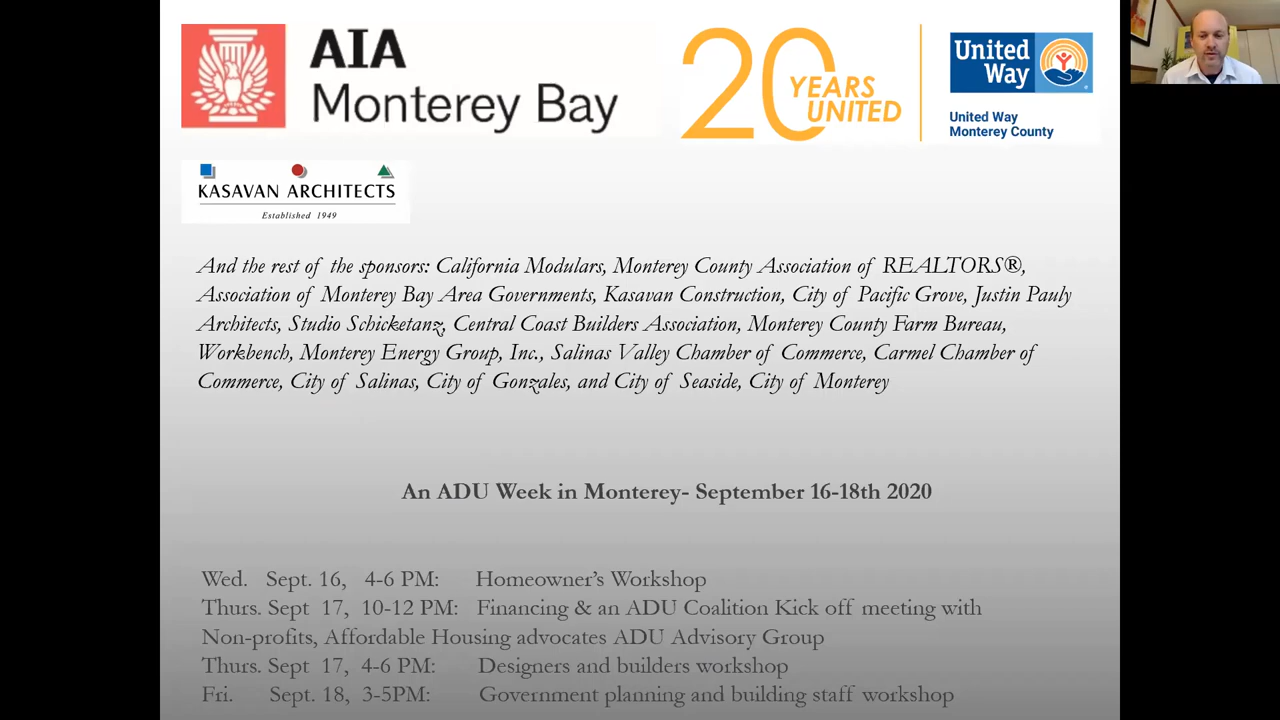 AIA
Monterey Bay
20 YEARS
UNITED
United
Way
United Way
Monterey County
KASAVAN ARCHITECTS
Established 1949
And the rest of the sponsors: California Modulars, Monterey County Association of REALTORS®,
Association of Monterey Bay Area Governments, Kasavan Construction, City of Pacific Grove, Justin Pauly
Architects, Studio Schicketanz, Central Coast Builders Association, Monterey County Farm Bureau,
Workbench, Monterey Energy Group, Inc., Salinas Valley Chamber of Commerce, Carmel Chamber of
Commerce, City of Salinas, City of Gonzales, and City of Seaside, City of Monterey
An ADU Week in Monterey- September 16-18th 2020
Wed. Sept. 16, 4-6 PM: Homeowner's Workshop
Thurs. Sept 17, 10-12 PM: Financing & an ADU Coalition Kick off meeting with
Non-profits, Affordable Housing advocates ADU Advisory Group
Thurs. Sept 17, 4-6 PM: Designers and builders workshop
Fri. Sept. 18, 3-5PM: Government planning and building staff workshop